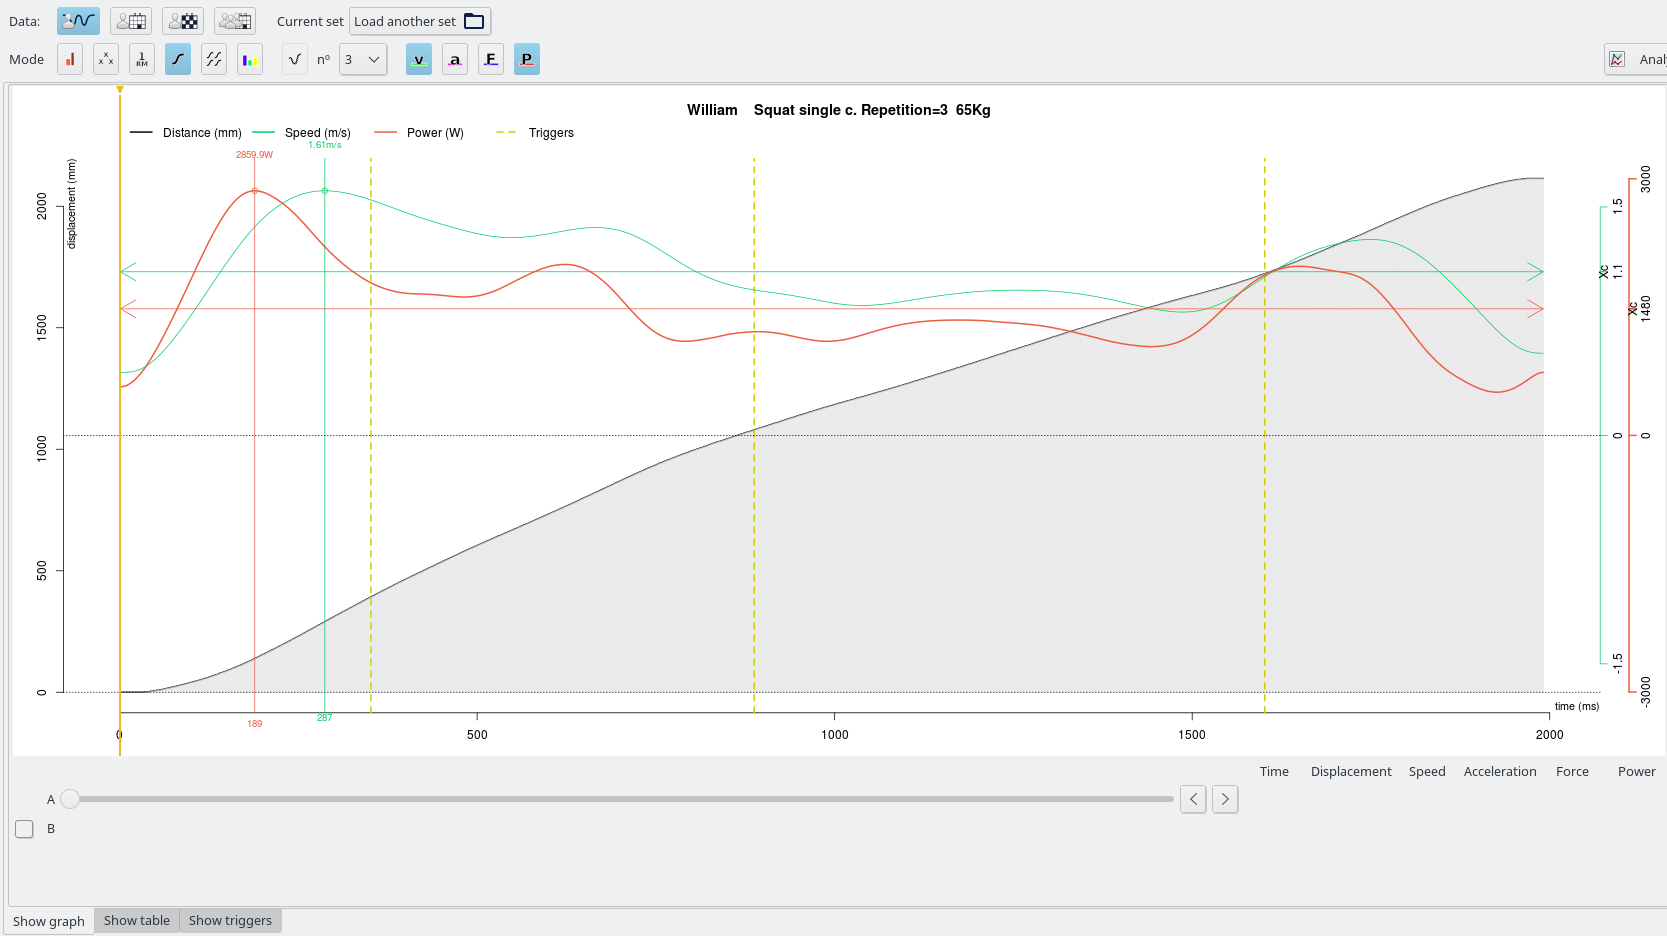 Data:
Current set
Load another set
Mode
1
RM
nº
3
v
a
F
P
Analy
William Squat single c. Repetition=3 65Kg
Distance (mm)
Speed (m/s)
Power (W)
Triggers
1.61m/s
2859.9W
displacement (mm)
2000
1500
1000
500
0
1.5
Xc
1.1
0
-1.5
3000
Xc
1480
0
-3000
189
287
time (ms)
0
500
1000
1500
2000
Time
Displacement
Speed
Acceleration
Force
Power
A
B
Show graph
Show table
Show triggers